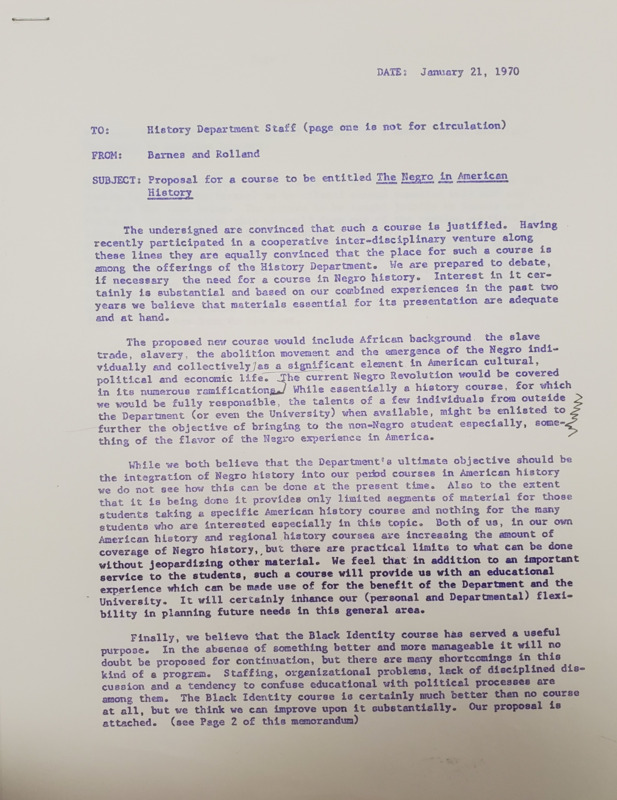 DATE: January 21, 1970
TO: History Department Staff (page one is not for circulation)
FROM: Barnes and Rolland
SUBJECT: Proposal for a course to be entitled The Negro in American
History
The undersigned are convinced that such a course is justified. Having
recently participated in a cooperative inter-disciplinary venture along
these lines they are equally convinced that the place for such a course is
among the offerings of the History Department. We are prepared to debate,
if necessary the need for a course in Negro history. Interest in it cer-
tainly is substantial and based on our combined experiences in the past two
years we believe that materials essential for its presentation are adequate
and at hand.
The proposed new course would include African background the slave
trade, slavery, the abolition movement and the emergence of the Negro indi-
vidually and collectively as a significant element in American cultural,
political and economic life. The current Negro Revolution would be covered
in its numerous ramifications. While essentially a history course, for which
we would be fully responsible, the talents of a few individuals from outside
the Department (or even the University) when available, might be enlisted to
further the objective of bringing to the non-Negro student especially, some-
thing of the flavor of the Negro experience in America.
While we both believe that the Department's ultimate objective should be
the integration of Negro history into our period courses in American history
we do not see how this can be done at the present time. Also to the extent
that it is being done it provides only limited segments of material for those
students taking a specific American history course and nothing for the many
students who are interested especially in this topic. Both of us, in our own
American history and regional history courses are increasing the amount of
coverage of Negro history, but there are practical limits to what can be done
without jeopardizing other material. We feel that in addition to an important
service to the students, such a course will provide us with an educational
experience which can be made use of for the benefit of the Department and the
University. It will certainly inhance our (personal and Departmental) flexi-
bility in planning future needs in this general area.
Finally, we believe that the Black Identity course has served a useful
purpose. In the absense of something better and more manageable it will no
doubt be proposed for continuation, but there are many shortcomings in this
kind of a program. Staffing, organizational problems, lack of disciplined dis-
cussion and a tendency to confuse educational with political processes are
among them. The Black Identity course is certainly much better than no course
at all, but we think we can improve upon it substantially. Our proposal is
attached. (see Page 2 of this memorandum)